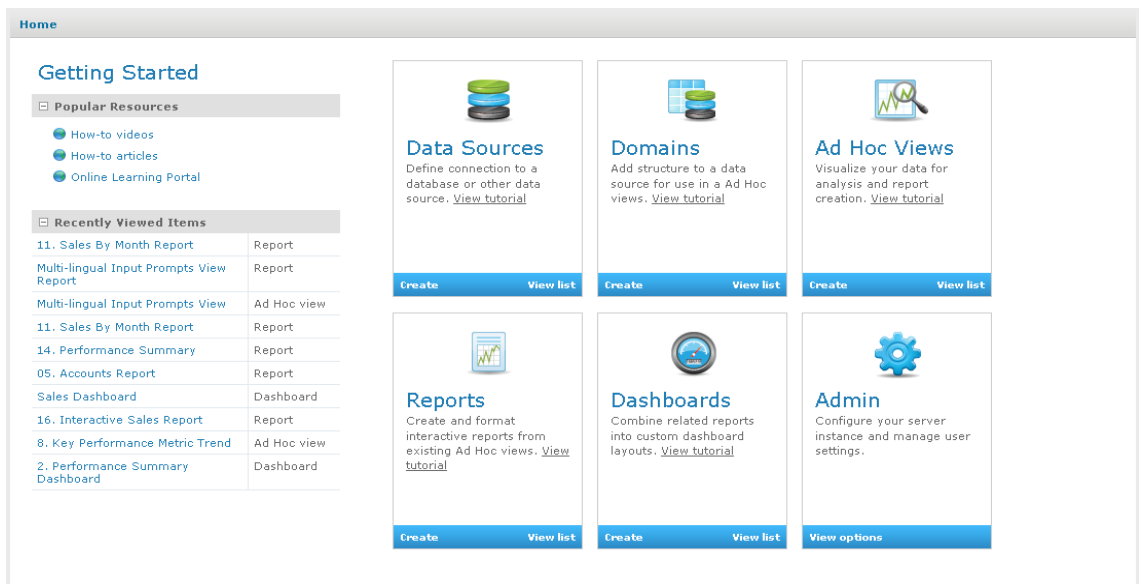 Home
Getting Started
Popular Resources
How-to videos
How-to articles
Online Learning Portal
Recently Viewed Items
11. Sales By Month Report Report
Multi-lingual Input Prompts View Report
Report
Multi-lingual Input Prompts View Ad Hoc view
11. Sales By Month Report Report
14. Performance Summary Report
05. Accounts Report Report
Sales Dashboard Dashboard
16. Interactive Sales Report Report
8. Key Performance Metric Trend Ad Hoc view
2. Performance Summary Dashboard
Dashboard
Data Sources
Define connection to a
database or other data
source. View tutorial
Create View list
Domains
Add structure to a data
source for use in a Ad Hoc
views. View tutorial
Create View list
Ad Hoc Views
Visualize your data for
analysis and report
creation. View tutorial
Create View list
Reports
Create and format
interactive reports from
existing Ad Hoc views. View
tutorial
Create View list
Dashboards
Combine related reports
into custom dashboard
layouts. View tutorial
Create View list
Admin
Configure your server
instance and manage user
settings.
View options